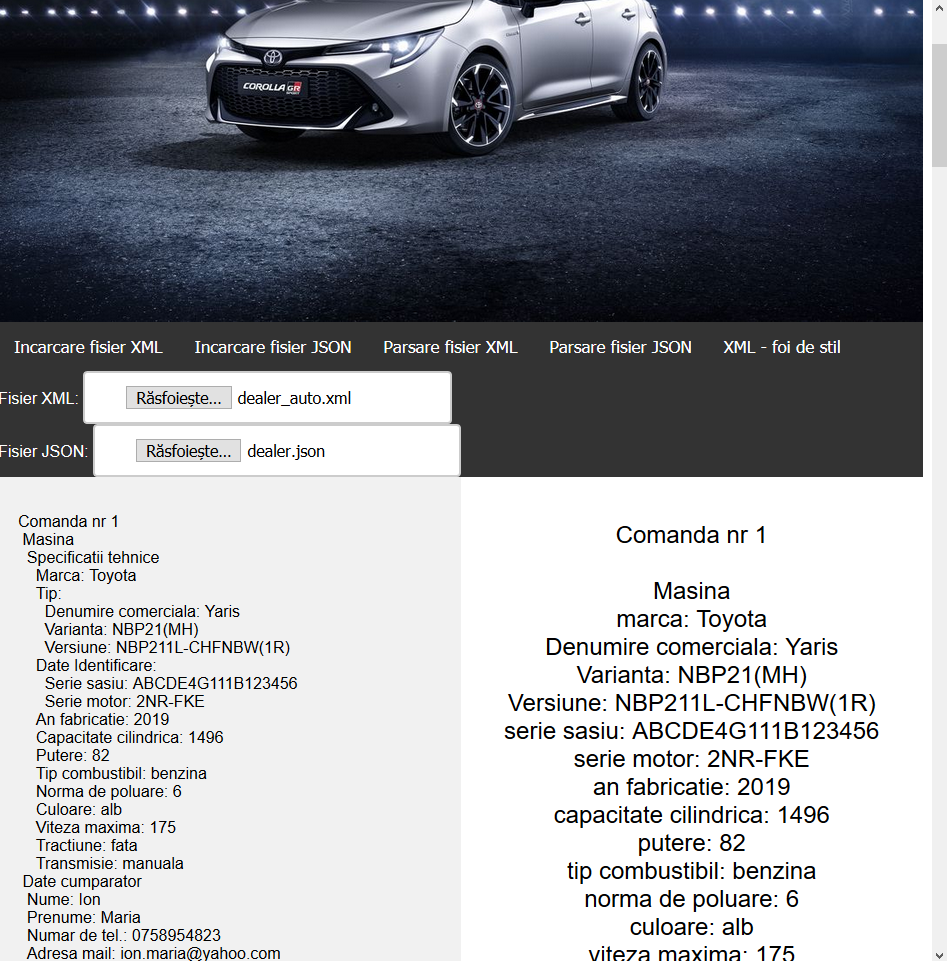 COROLLA GR
SPORT
Incarcare fisier XML Incarcare fisier JSON Parsare fisier XML Parsare fisier JSON XML - foi de stil
Fisier XML: Răsfoiește... dealer_auto.xml
Fisier JSON: Răsfoiește... dealer.json
Comanda nr 1
Masina
Specificatii tehnice
Marca: Toyota
Tip:
Denumire comerciala: Yaris
Varianta: NBP21(MH)
Versiune: NBP211L-CHFNBW(1R)
Date Identificare:
Serie sasiu: ABCDE4G111B123456
Serie motor: 2NR-FKE
An fabricatie: 2019
Capacitate cilindrica: 1496
Putere: 82
Tip combustibil: benzina
Norma de poluare: 6
Culoare: alb
Viteza maxima: 175
Tractiune: fata
Transmisie: manuala
Date cumparator
Nume: Ion
Prenume: Maria
Numar de tel.: 0758954823
Adresa mail: ion.maria@yahoo.com
Comanda nr 1
Masina
marca: Toyota
Denumire comerciala: Yaris
Varianta: NBP21(MH)
Versiune: NBP211L-CHFNBW(1R)
serie sasiu: ABCDE4G111B123456
serie motor: 2NR-FKE
an fabricatie: 2019
capacitate cilindrica: 1496
putere: 82
tip combustibil: benzina
norma de poluare: 6
culoare: alb
viteza maxima: 175